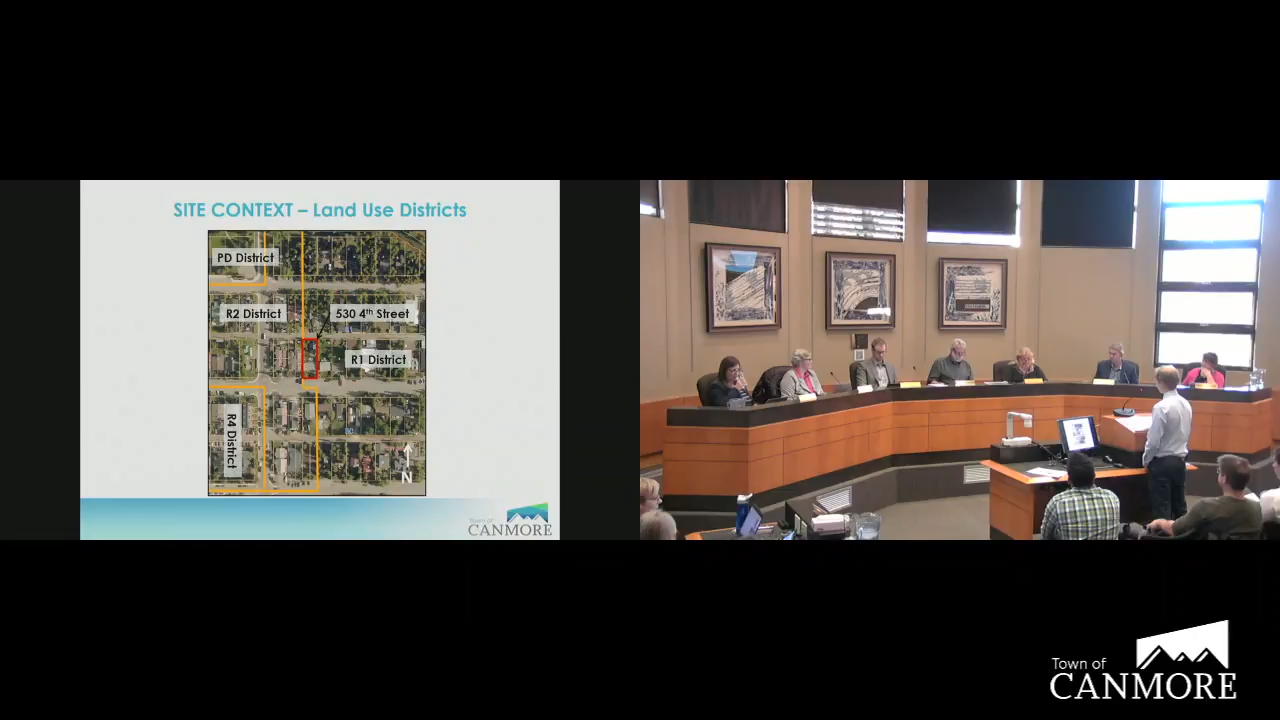 SITE CONTEXT – Land Use Districts
PD District
R2 District
530 4th Street
R1 District
R4 District
N
Town of
CANMORE
Town of
CANMORE